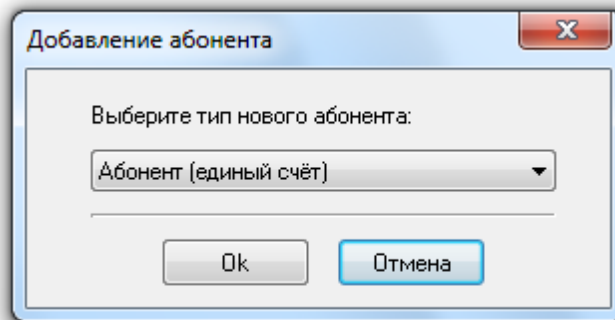 Добавление абонента
Выберите тип нового абонента:
Абонент (единый счёт)
Ok
Отмена